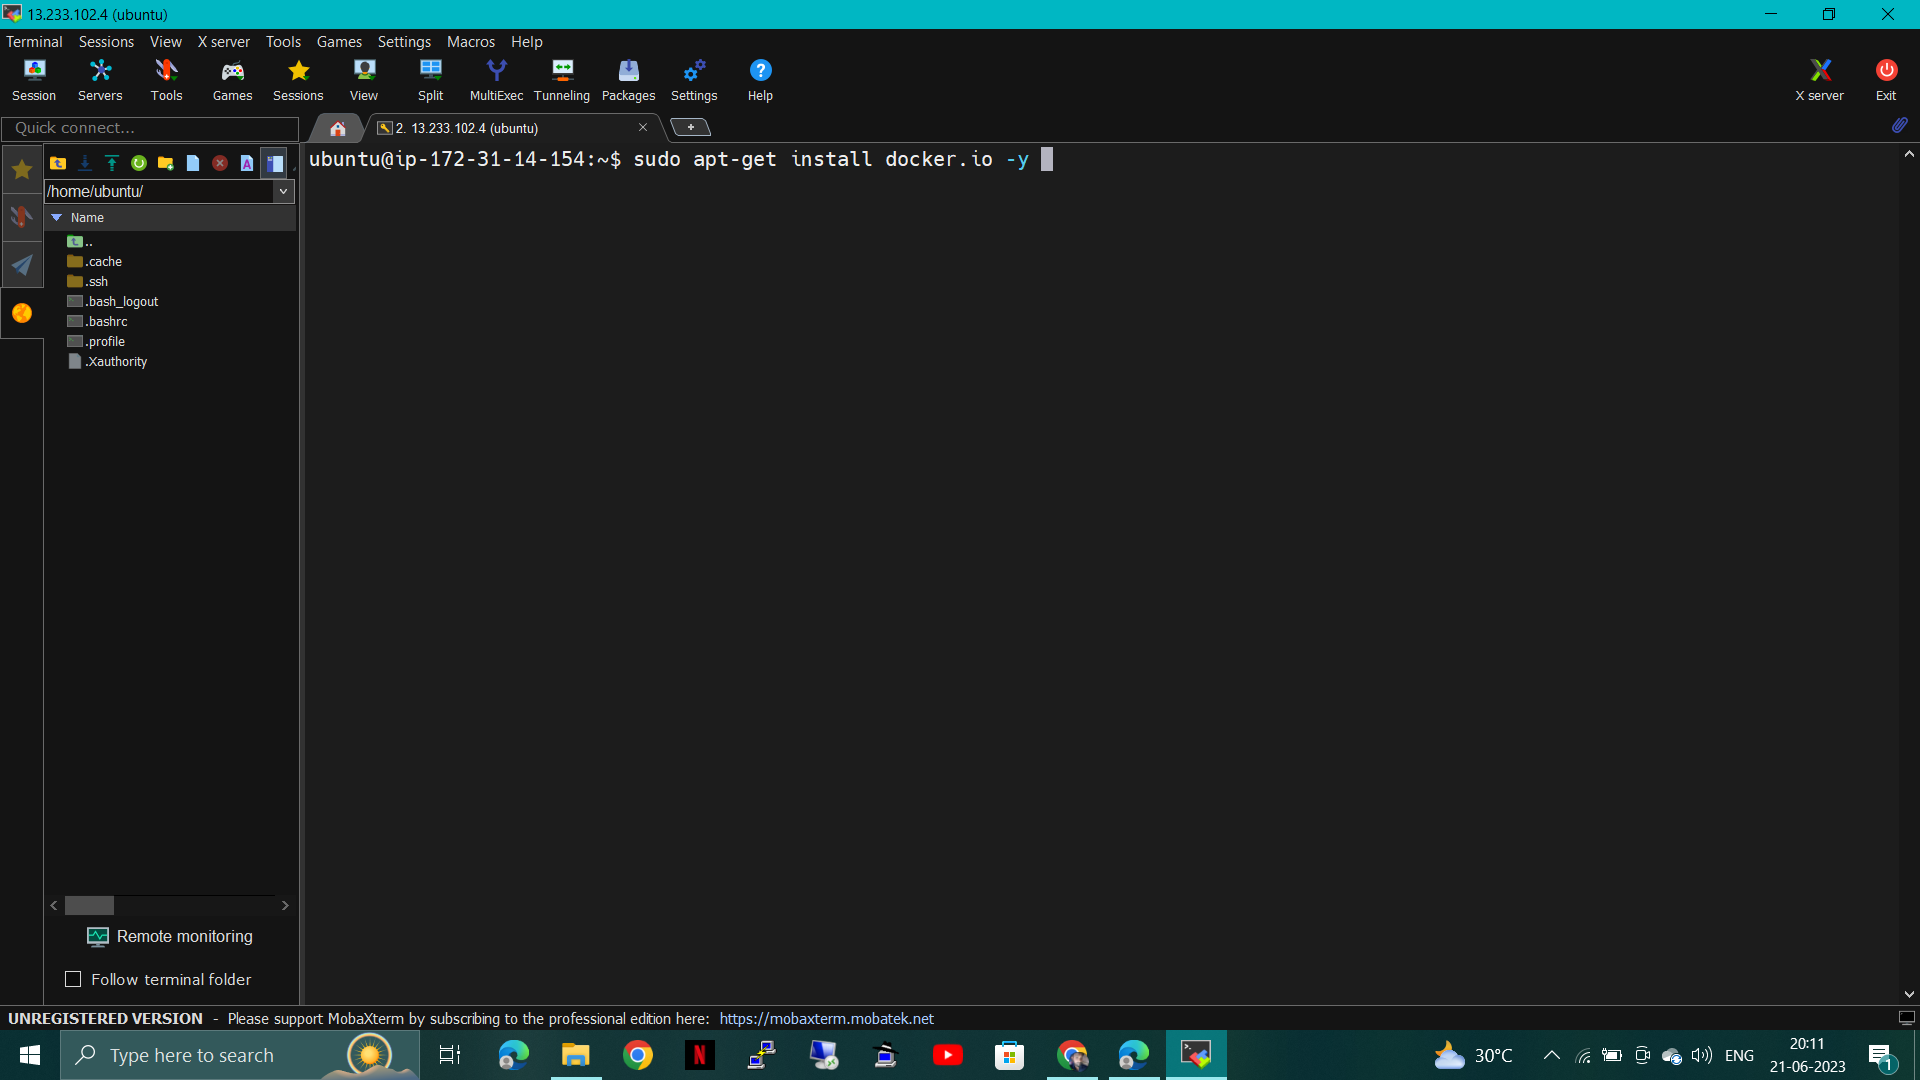 13.233.102.4 (ubuntu)
Terminal Sessions View X server Tools Games Settings Macros Help
Session Servers Tools Games Sessions View Split MultiExec Tunneling Packages Settings Help X server Exit
Quick connect...
2. 13.233.102.4 (ubuntu)
/home/ubuntu/
Name
..
.cache
.ssh
.bash_logout
.bashrc
.profile
.Xauthority
ubuntu@ip-172-31-14-154:~$ sudo apt-get install docker.io -y
Remote monitoring
Follow terminal folder
UNREGISTERED VERSION - Please support MobaXterm by subscribing to the professional edition here: https://mobaxterm.mobatek.net
Type here to search
30°C
ENG
20:11
21-06-2023
1